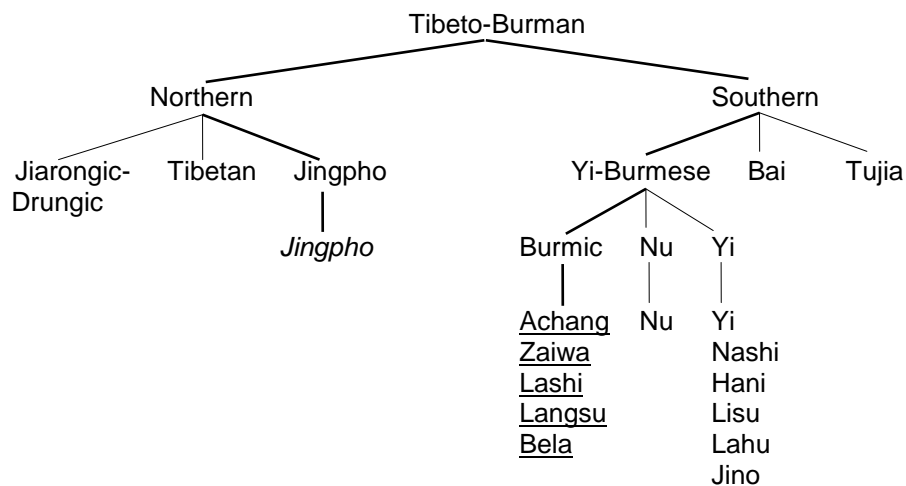 Tibeto-Burman
Northern Southern
Jiarongic- Tibetan Jingpho Yi-Burmese Bai Tujia
Drungic
Jingpho Burmic Nu Yi
Achang Nu Yi
Zaiwa Nashi
Lashi Hani
Langsu Lisu
Bela Lahu
Jino